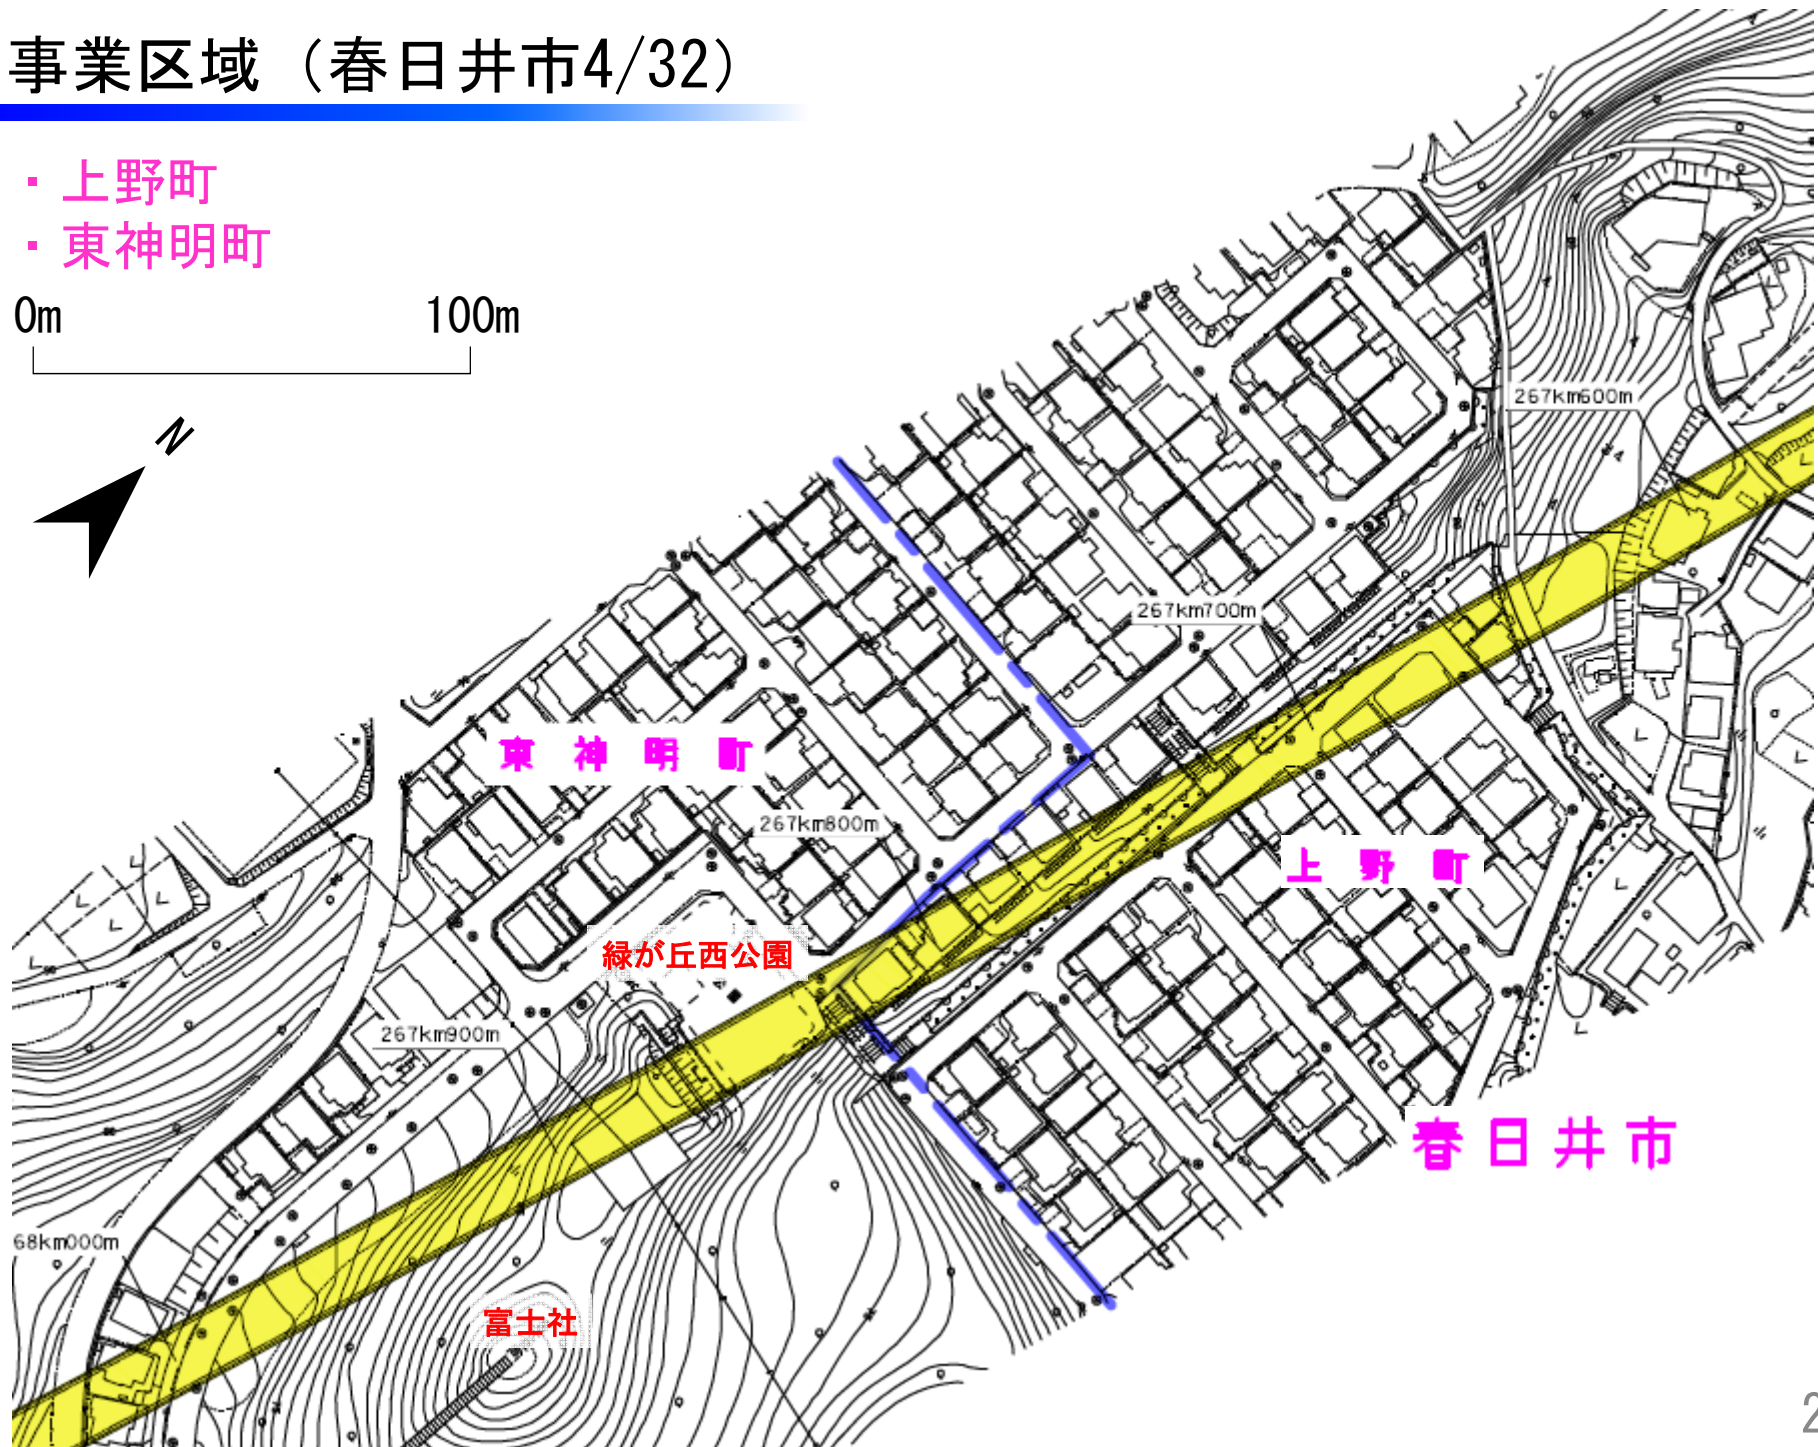 事業区域（春日井市4/32）
・上野町
・東神明町
0m 100m
N
267km600m
267km700m
東神明町
267km800m
上野町
緑が丘西公園
267km900m
春日井市
68km000m
富士社
2